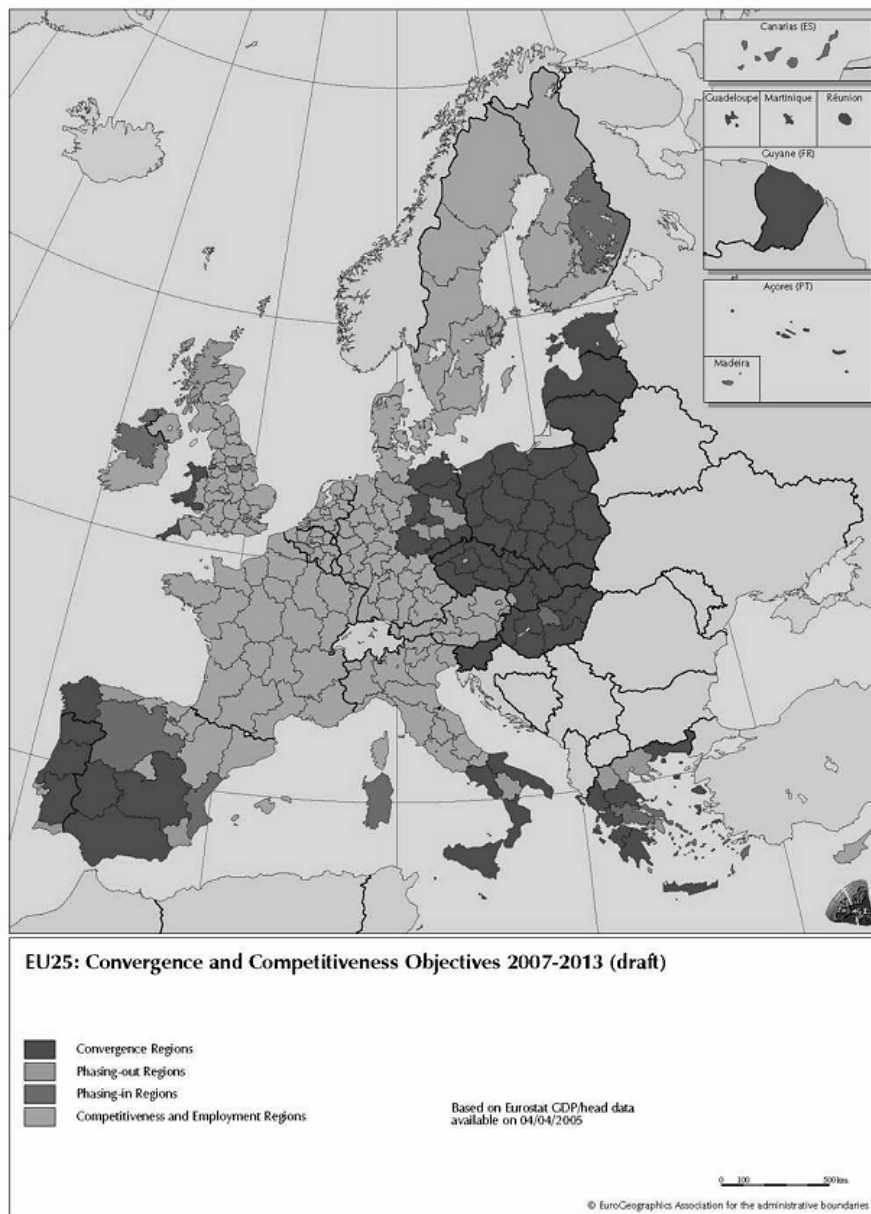 Canarias (ES)
Guadeloupe
Martinique
Réunion
Guyane (FR)
Açores (PT)
Madeira
EU25: Convergence and Competitiveness Objectives 2007-2013 (draft)
Convergence Regions
Phasing-out Regions
Phasing-in Regions
Competitiveness and Employment Regions
Based on Eurostat GDP/head data
available on 04/04/2005
0 100 500 km
© EuroGeographics Association for the administrative boundaries